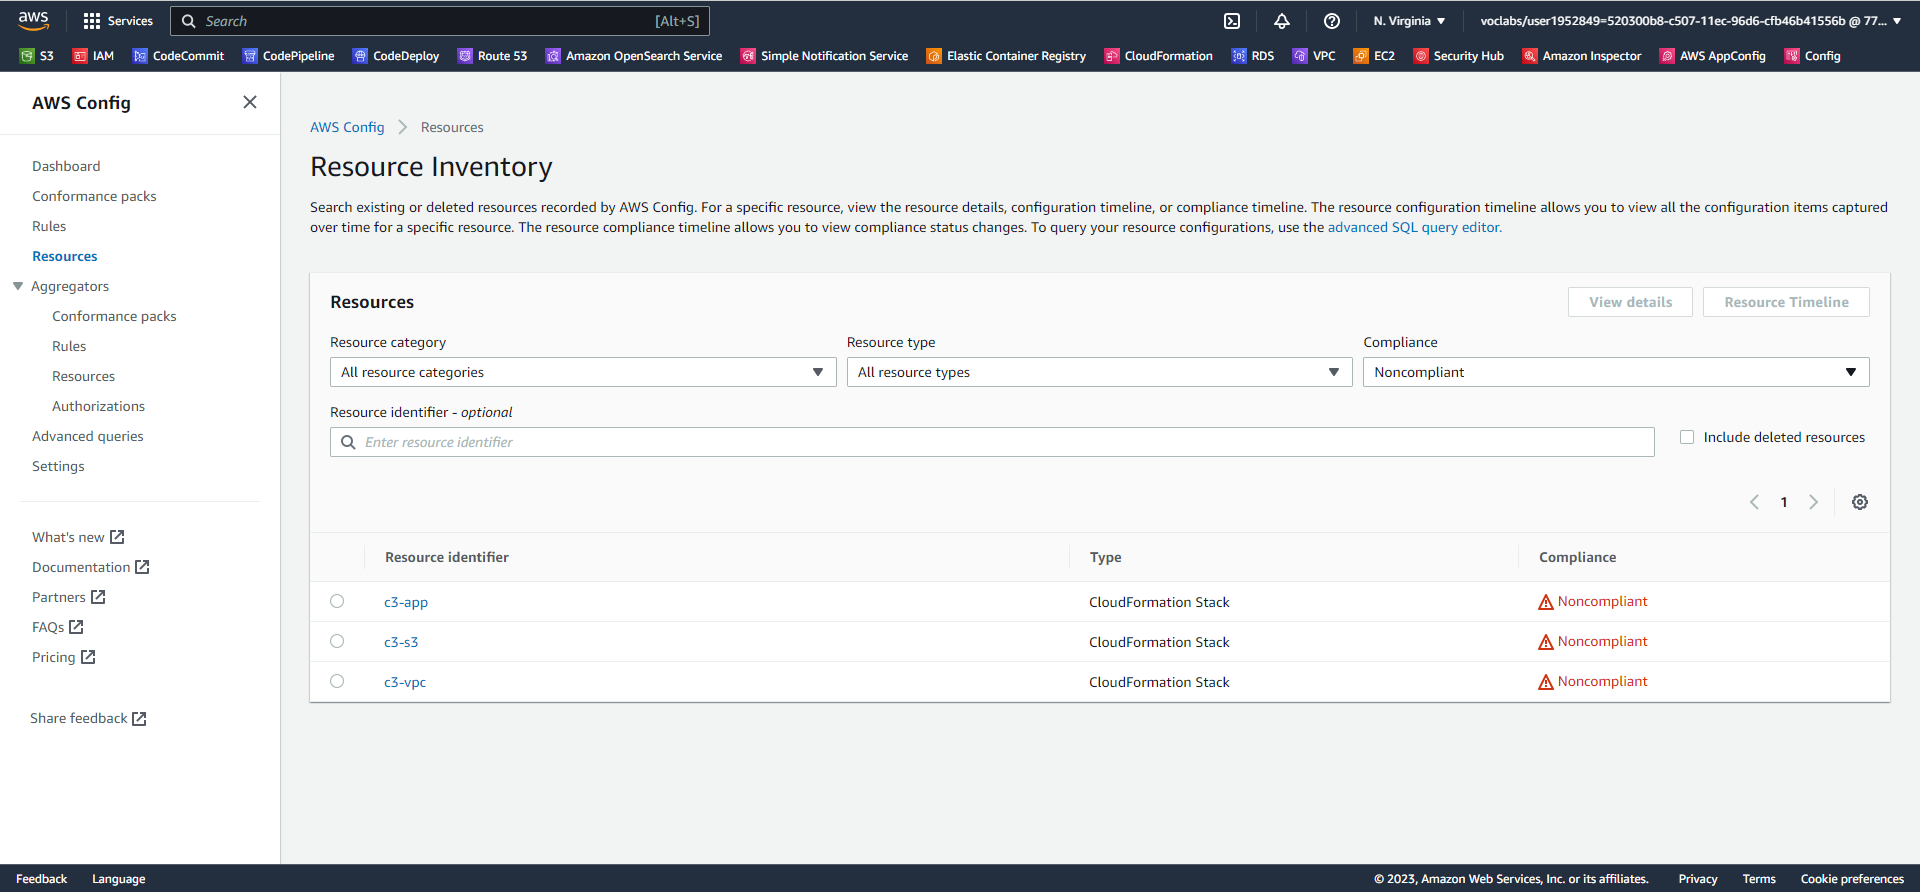 aws
Services
Search [Alt+S]
N. Virginia
voclabs/user1952849=520300b8-c507-11ec-96d6-cfb46b41556b @ 77...
S3 IAM CodeCommit CodePipeline CodeDeploy Route 53 Amazon OpenSearch Service Simple Notification Service Elastic Container Registry CloudFormation RDS VPC EC2 Security Hub Amazon Inspector AWS AppConfig Config
AWS Config
Dashboard
Conformance packs
Rules
Resources
Aggregators
Conformance packs
Rules
Resources
Authorizations
Advanced queries
Settings
What's new
Documentation
Partners
FAQs
Pricing
Share feedback
AWS Config > Resources
Resource Inventory
Search existing or deleted resources recorded by AWS Config. For a specific resource, view the resource details, configuration timeline, or compliance timeline. The resource configuration timeline allows you to view all the configuration items captured
over time for a specific resource. The resource compliance timeline allows you to view compliance status changes. To query your resource configurations, use the advanced SQL query editor.
Resources
View details
Resource Timeline
Resource category
All resource categories
Resource type
All resource types
Compliance
Noncompliant
Resource identifier - optional
Enter resource identifier
Include deleted resources
1
Resource identifier Type Compliance
c3-app CloudFormation Stack Noncompliant
c3-s3 CloudFormation Stack Noncompliant
c3-vpc CloudFormation Stack Noncompliant
Feedback Language © 2023, Amazon Web Services, Inc. or its affiliates. Privacy Terms Cookie preferences